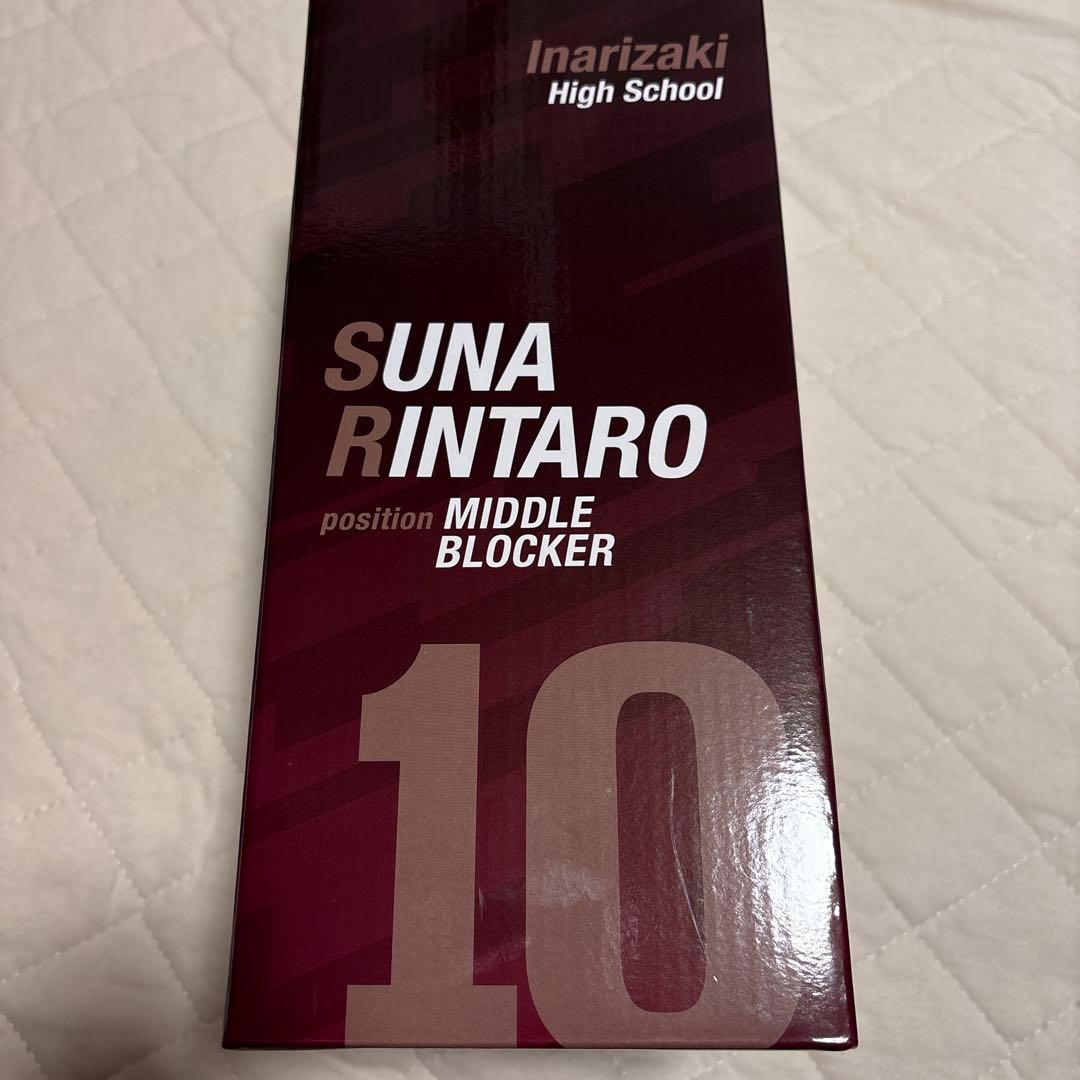 Inarizaki
High School
SUNA
RINTARO
position MIDDLE
BLOCKER
10